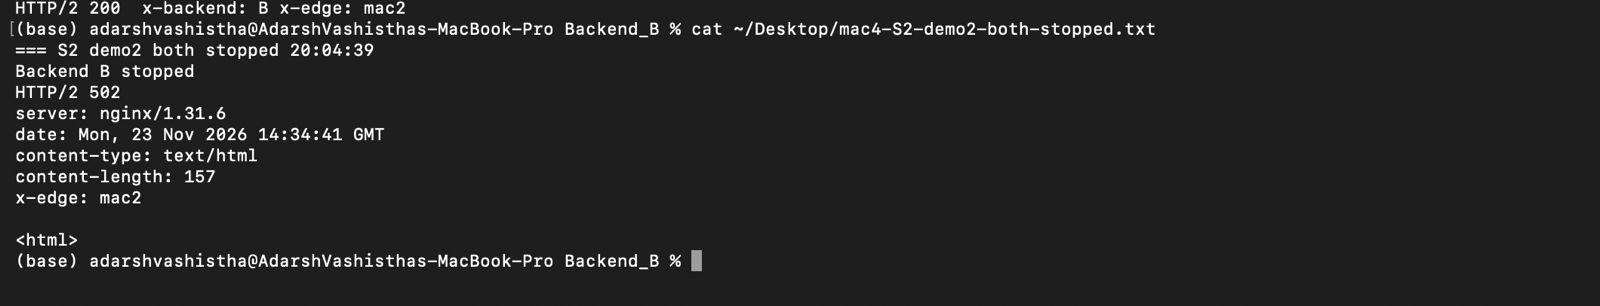 HTTP/2 200  x-backend: B x-edge: mac2
[(base) adarshvashistha@AdarshVashisthas-MacBook-Pro Backend_B % cat ~/Desktop/mac4-S2-demo2-both-stopped.txt
=== S2 demo2 both stopped 20:04:39
Backend B stopped
HTTP/2 502
server: nginx/1.31.6
date: Mon, 23 Nov 2026 14:34:41 GMT
content-type: text/html
content-length: 157
x-edge: mac2

<html>
(base) adarshvashistha@AdarshVashisthas-MacBook-Pro Backend_B %